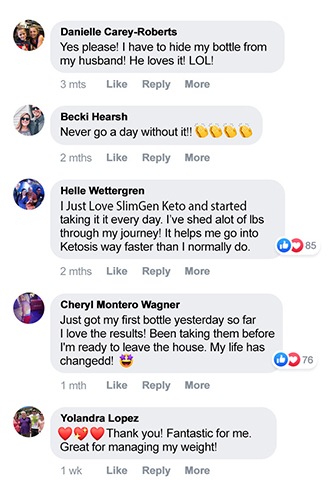 Danielle Carey-Roberts
Yes please! I have to hide my bottle from
my husband! He loves it! LOL!
3 mts Like Reply More
Becki Hearsh
Never go a day without it!! 👏👏👏👏
2 mths Like Reply More
Helle Wettergren
I Just Love SlimGen Keto and started
taking it it every day. I've shed alot of lbs
through my journey! It helps me go into
Ketosis way faster than I normally do.
85
2 mths Like Reply More
Cheryl Montero Wagner
Just got my first bottle yesterday so far
I love the results! Been taking them before
I'm ready to leave the house. My life has
changedd! 🤩
76
1 mth Like Reply More
Yolandra Lopez
❤️💖❤️ Thank you! Fantastic for me.
Great for managing my weight!
1 wk Like Reply More